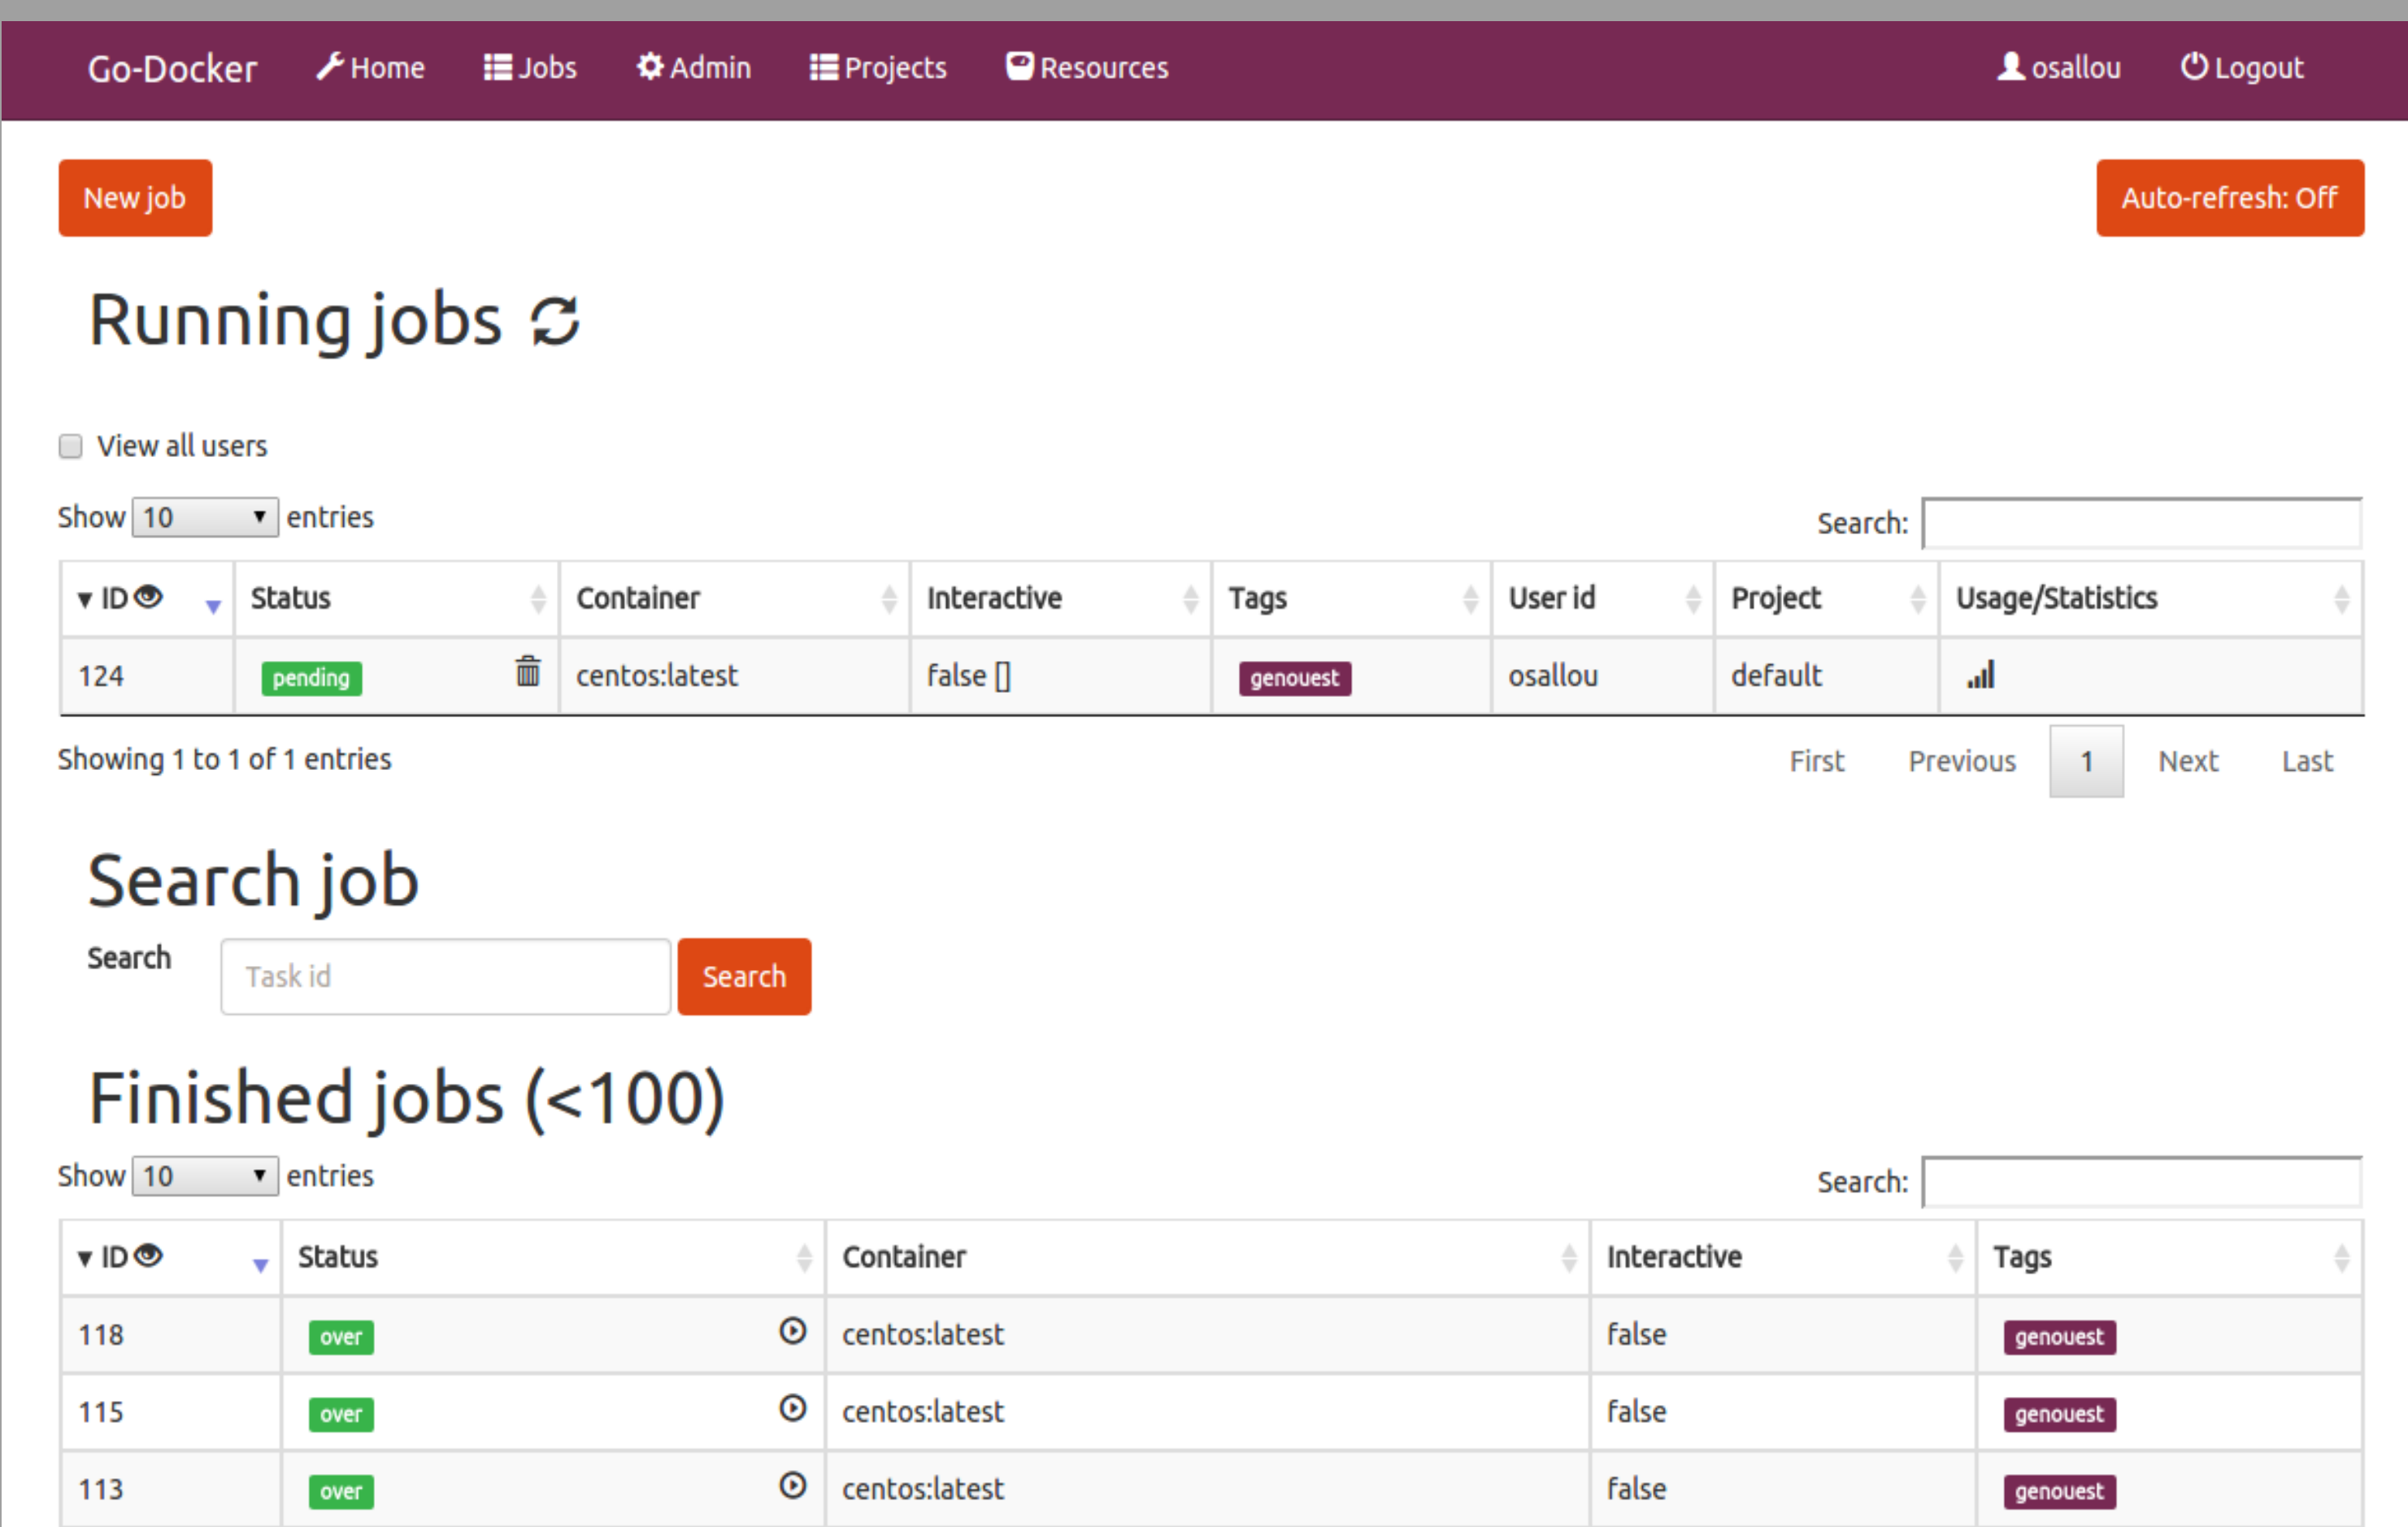 Go-Docker Home Jobs Admin Projects Resources osallou Logout
New job Auto-refresh: Off
Running jobs
View all users
Show 10 entries Search:
ID Status Container Interactive Tags User id Project Usage/Statistics
124 pending centos:latest false [] genouest osallou default
Showing 1 to 1 of 1 entries First Previous 1 Next Last
Search job
Search Task id Search
Finished jobs (<100)
Show 10 entries Search:
ID Status Container Interactive Tags
118 over centos:latest false genouest
115 over centos:latest false genouest
113 over centos:latest false genouest